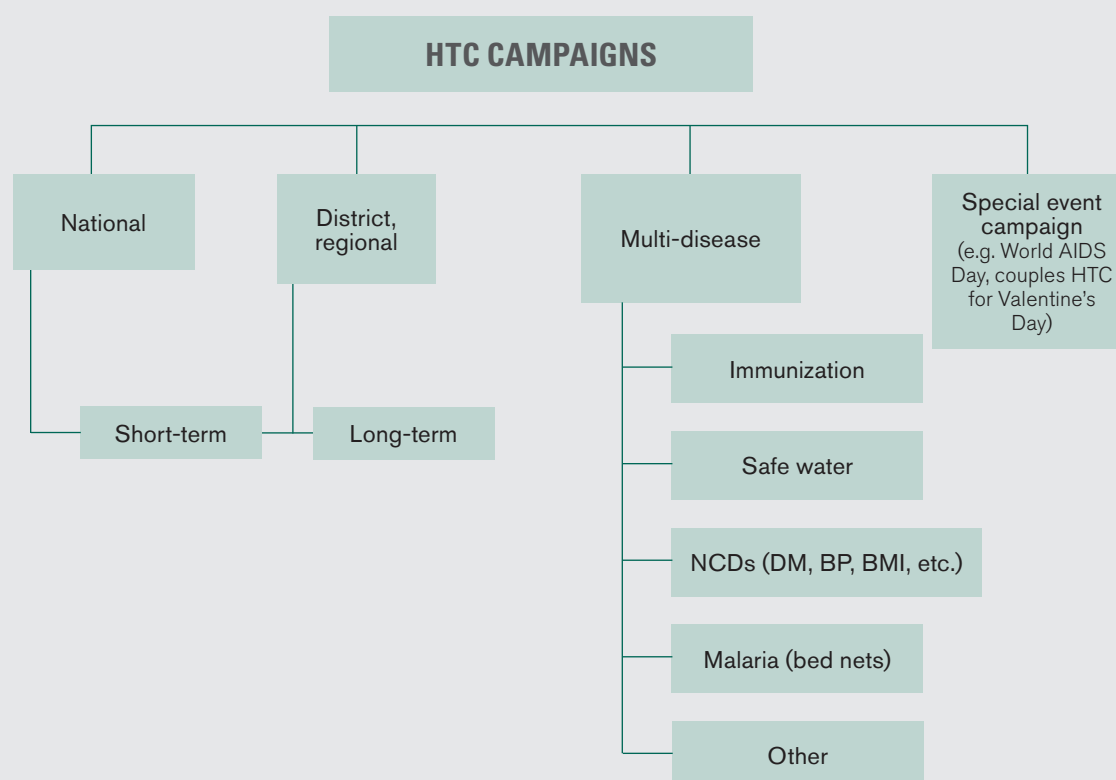 HTC CAMPAIGNS
National
District,
regional
Multi-disease
Special event
campaign
(e.g. World AIDS
Day, couples HTC
for Valentine's
Day)
Short-term
Long-term
Immunization
Safe water
NCDs (DM, BP, BMI, etc.)
Malaria (bed nets)
Other